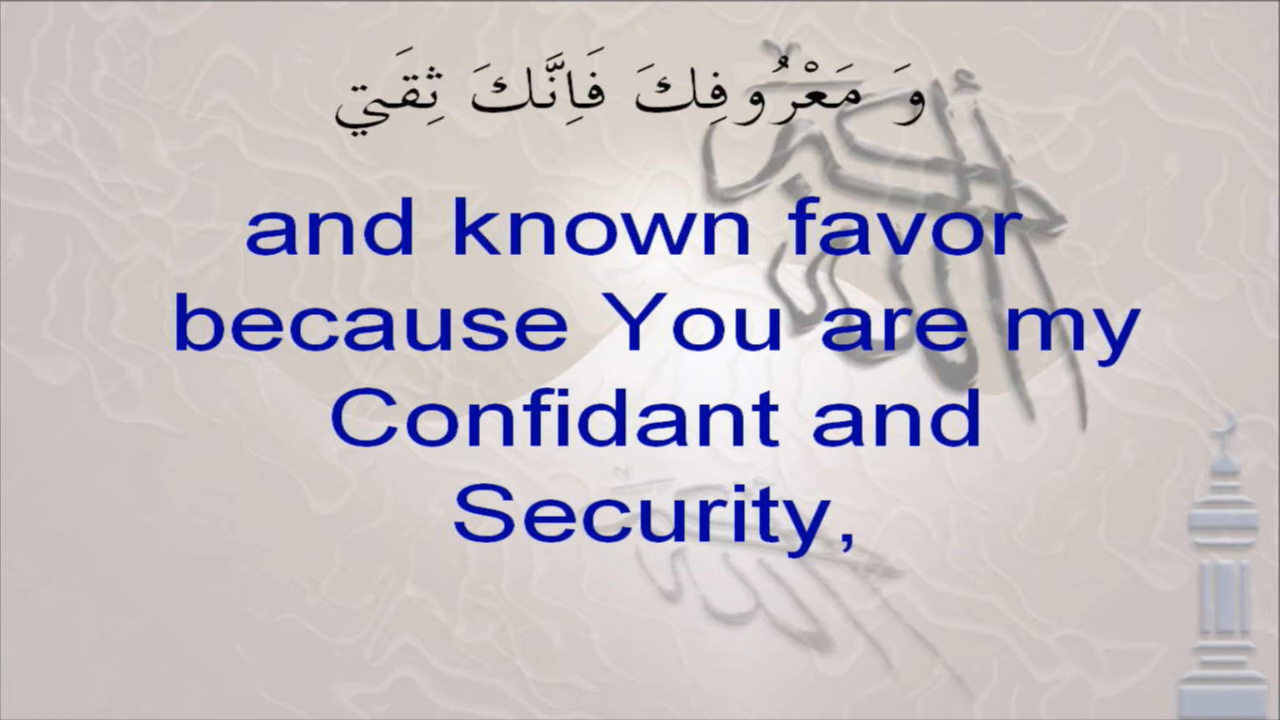 وَ مَعْرُوفِكَ فَاِنَّكَ ثِقَتِيْ
and known favor
because You are my
Confidant and
Security,